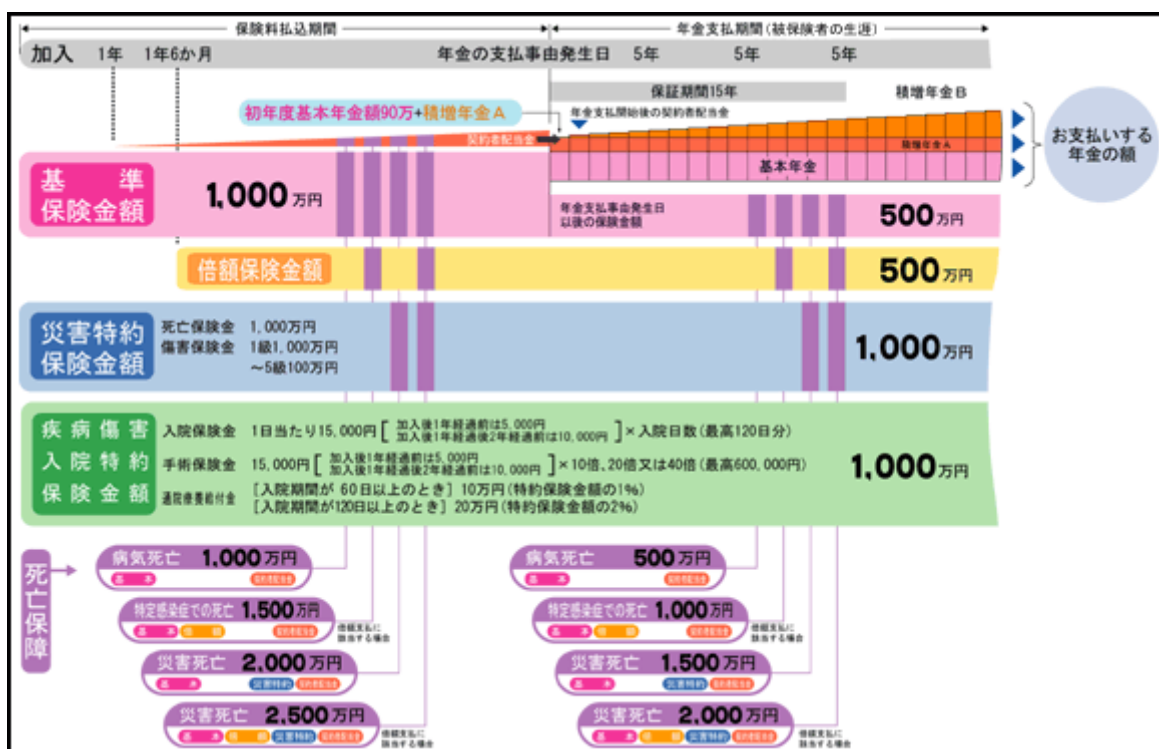 保険料払込期間
年金支払期間(被保険者の生涯)
加入 1年 1年6か月 年金の支払事由発生日 5年 5年 5年
保証期間15年
積増年金B
初年度基本年金額90万+積増年金A
年金支払開始後の契約者配当金
契約者配当金
積増年金A
基本年金
お支払いする
年金の額
基準
保険金額
1,000万円
年金支払事由発生日
以後の保険金額
500万円
倍額保険金額
500万円
災害特約
保険金額
死亡保険金 1,000万円
傷害保険金 1級1,000万円
～5級100万円
1,000万円
疾病傷害
入院特約
保険金額
入院保険金 1日当たり15,000円[加入後1年経過前は5,000円
加入後1年経過後2年経過前は10,000円]×入院日数(最高120日分)
手術保険金 15,000円[加入後1年経過前は5,000円
加入後1年経過後2年経過前は10,000円]×10倍、20倍又は40倍(最高600,000円)
通院療養給付金 [入院期間が 60日以上のとき] 10万円(特約保険金額の1%)
[入院期間が120日以上のとき] 20万円(特約保険金額の2%)
1,000万円
死亡保障
病気死亡 1,000万円
基本 契約者配当金
特定感染症での死亡 1,500万円
基本 倍額 契約者配当金
倍額支払に
該当する場合
災害死亡 2,000万円
基本 災害特約 契約者配当金
災害死亡 2,500万円
基本 倍額 災害特約 契約者配当金
倍額支払に
該当する場合
病気死亡 500万円
基本 契約者配当金
特定感染症での死亡 1,000万円
基本 倍額 契約者配当金
倍額支払に
該当する場合
災害死亡 1,500万円
基本 災害特約 契約者配当金
災害死亡 2,000万円
基本 倍額 災害特約 契約者配当金
倍額支払に
該当する場合